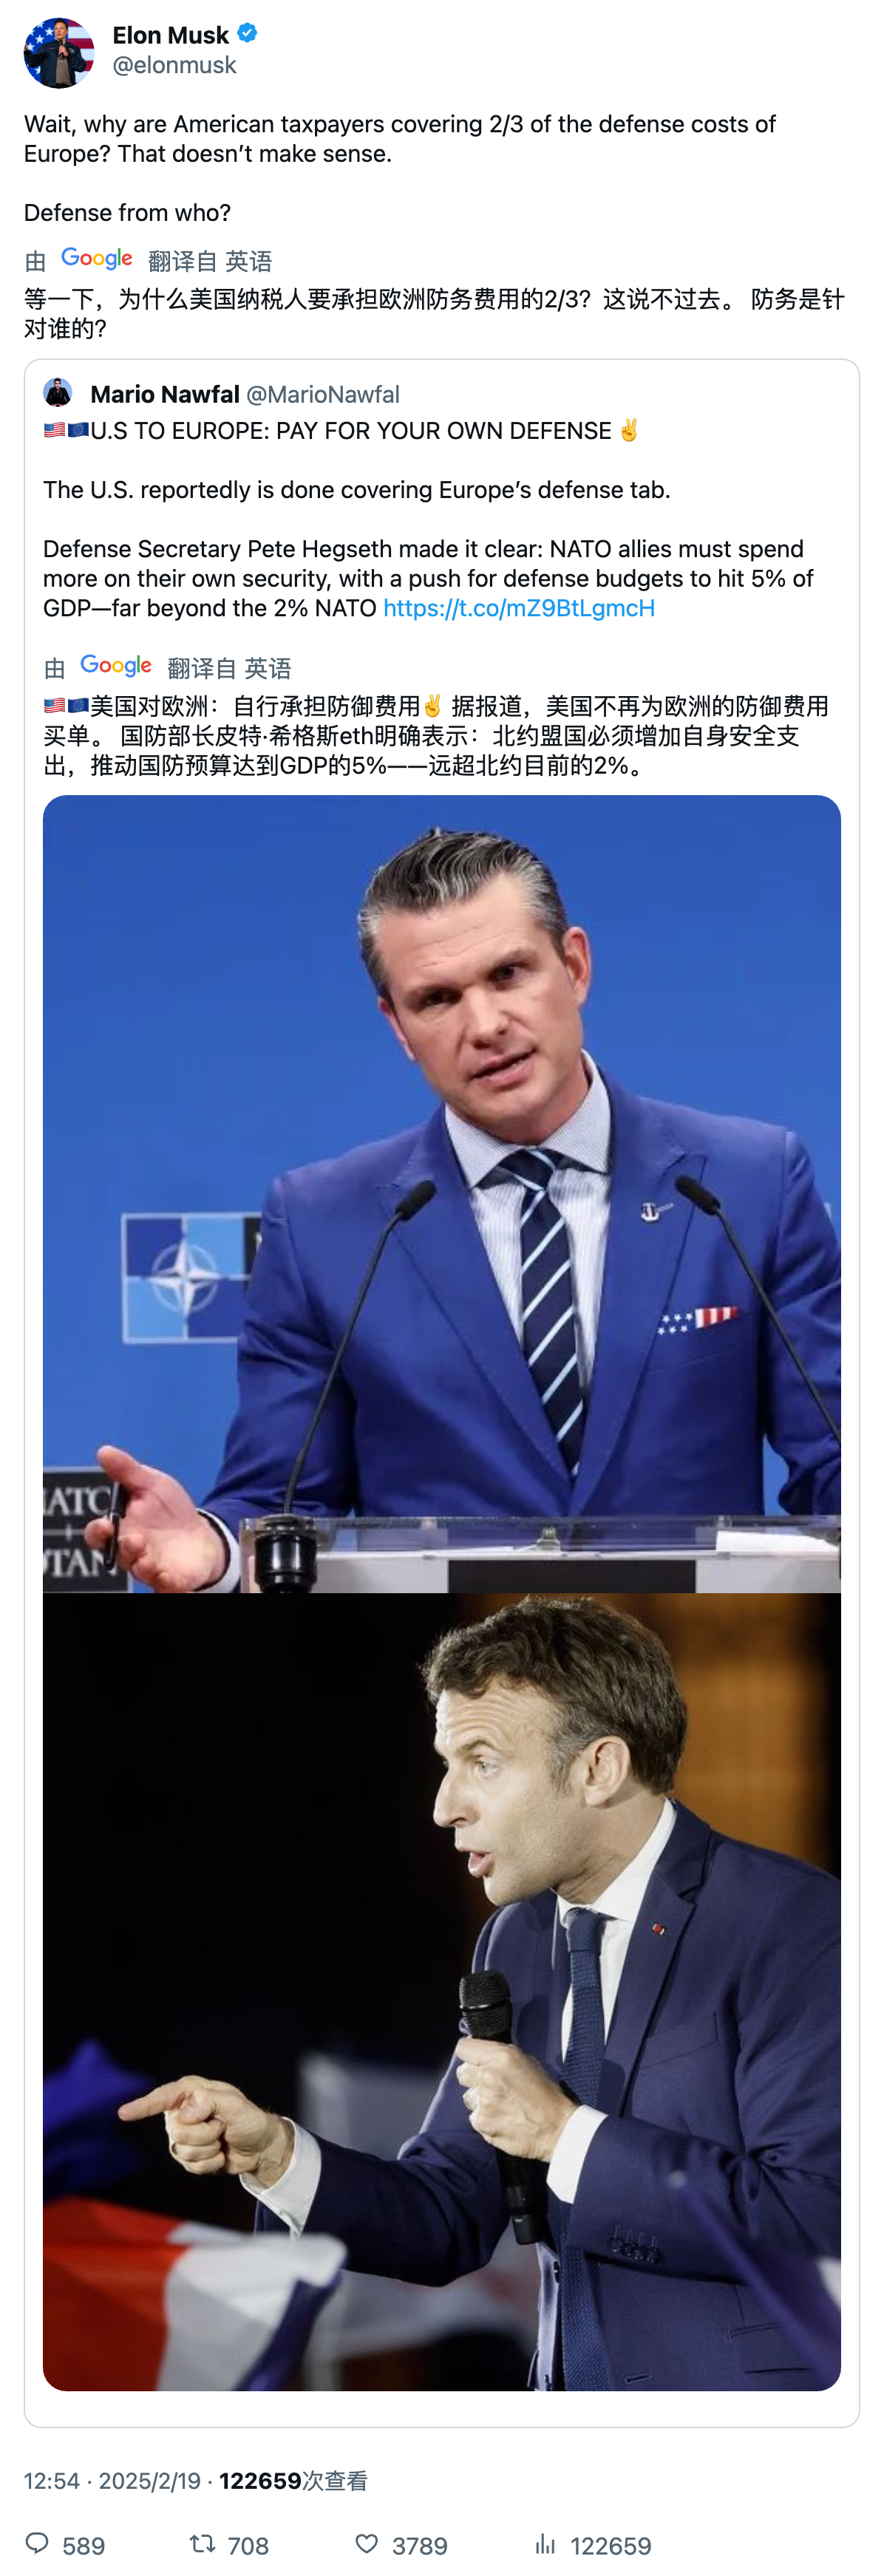 Elon Musk
@elonmusk
Wait, why are American taxpayers covering 2/3 of the defense costs of
Europe? That doesn’t make sense.
Defense from who?
由 Google 翻译自 英语
等一下，为什么美国纳税人要承担欧洲防务费用的2/3？这说不过去。 防务是针
对谁的?
Mario Nawfal @MarioNawfal
🇺🇸🇪🇺U.S TO EUROPE: PAY FOR YOUR OWN DEFENSE ✌️
The U.S. reportedly is done covering Europe’s defense tab.
Defense Secretary Pete Hegseth made it clear: NATO allies must spend
more on their own security, with a push for defense budgets to hit 5% of
GDP—far beyond the 2% NATO https://t.co/mZ9BtLgmcH
由 Google 翻译自 英语
🇺🇸🇪🇺美国对欧洲：自行承担防御费用✌️ 据报道，美国不再为欧洲的防御费用
买单。 国防部长皮特·希格斯eth明确表示：北约盟国必须增加自身安全支
出，推动国防预算达到GDP的5%——远超北约目前的2%。
OTAN
12:54 · 2025/2/19 · 122659次查看
589 708 3789 122659